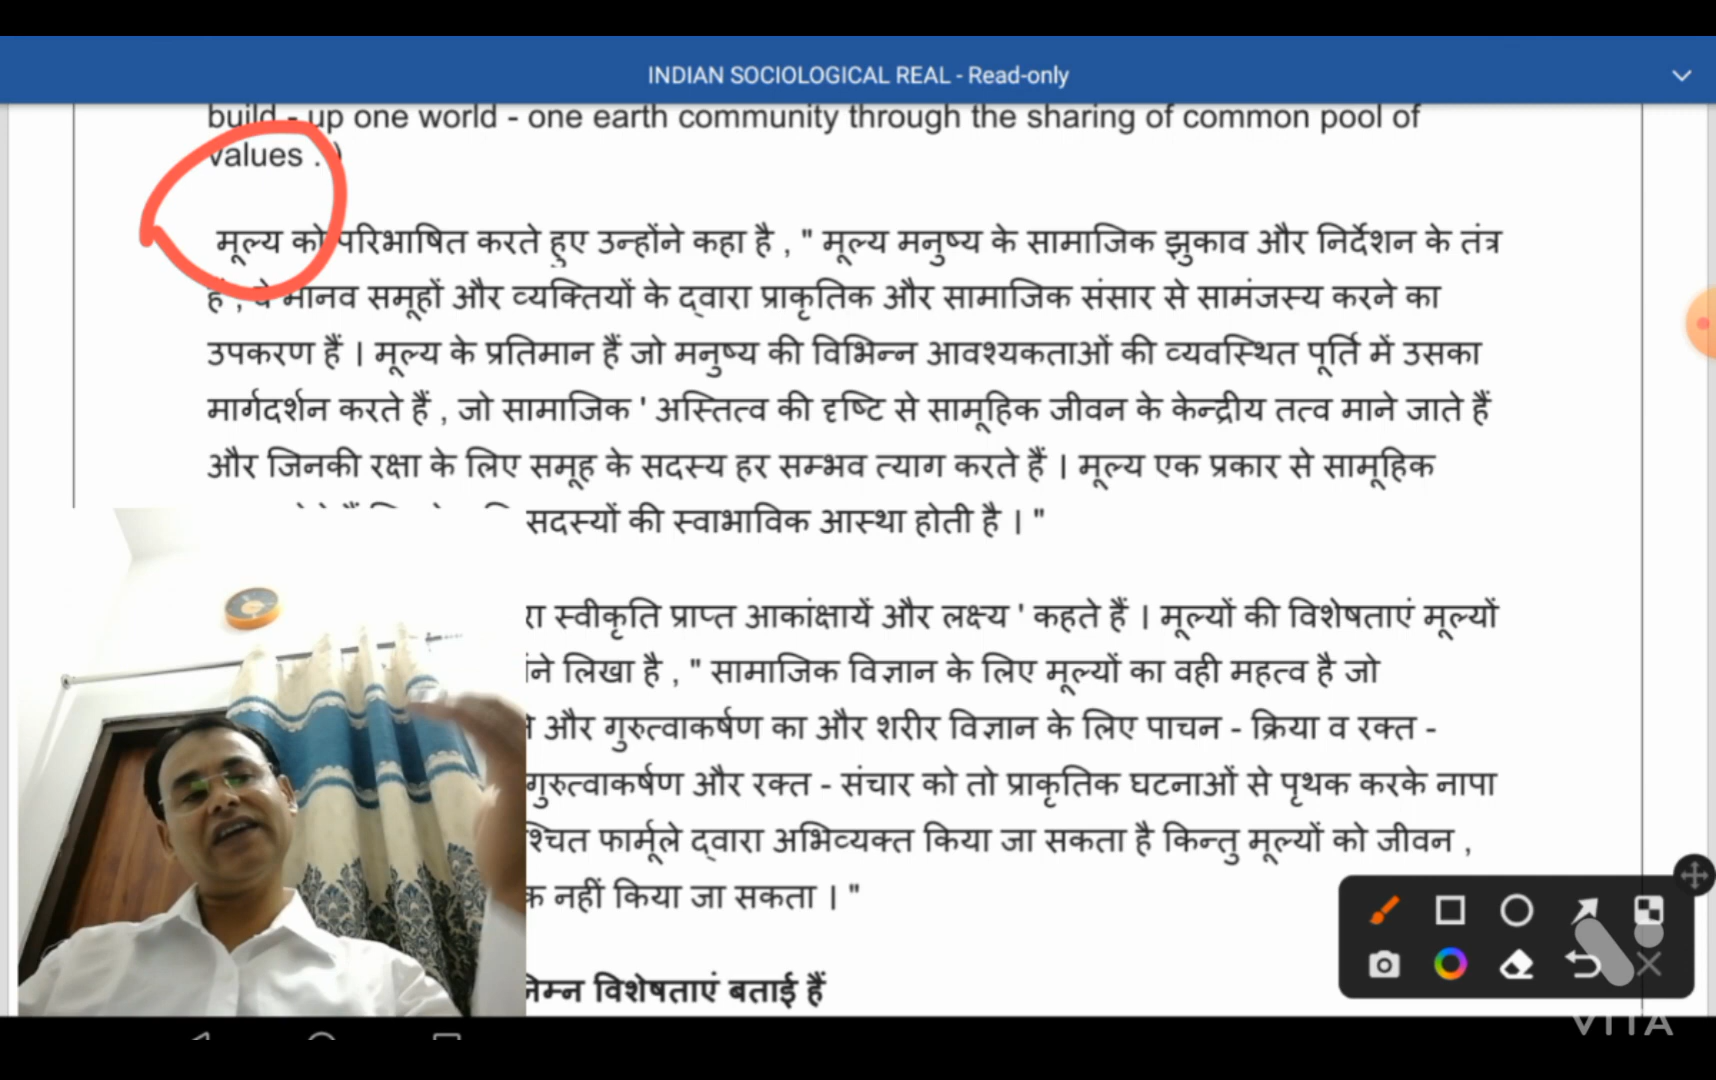 INDIAN SOCIOLOGICAL REAL - Read-only
build - up one world - one earth community through the sharing of common pool of
values . )
मूल्य को परिभाषित करते हुए उन्होंने कहा है , " मूल्य मनुष्य के सामाजिक झुकाव और निर्देशन के तंत्र
हैं , ये मानव समूहों और व्यक्तियों के द्वारा प्राकृतिक और सामाजिक संसार से सामंजस्य करने का
उपकरण हैं । मूल्य के प्रतिमान हैं जो मनुष्य की विभिन्न आवश्यकताओं की व्यवस्थित पूर्ति में उसका
मार्गदर्शन करते हैं , जो सामाजिक ' अस्तित्व की दृष्टि से सामूहिक जीवन के केन्द्रीय तत्व माने जाते हैं
और जिनकी रक्षा के लिए समूह के सदस्य हर सम्भव त्याग करते हैं । मूल्य एक प्रकार से सामूहिक
सदस्यों की स्वाभाविक आस्था होती है । "
स्वीकृति प्राप्त आकांक्षायें और लक्ष्य ' कहते हैं । मूल्यों की विशेषताएं मूल्यों
लिखा है , " सामाजिक विज्ञान के लिए मूल्यों का वही महत्व है जो
और गुरुत्वाकर्षण का और शरीर विज्ञान के लिए पाचन - क्रिया व रक्त -
गुरुत्वाकर्षण और रक्त - संचार को तो प्राकृतिक घटनाओं से पृथक करके नापा
फार्मूले द्वारा अभिव्यक्त किया जा सकता है किन्तु मूल्यों को जीवन ,
नहीं किया जा सकता । "
विशेषताएं बताई हैं
VITA